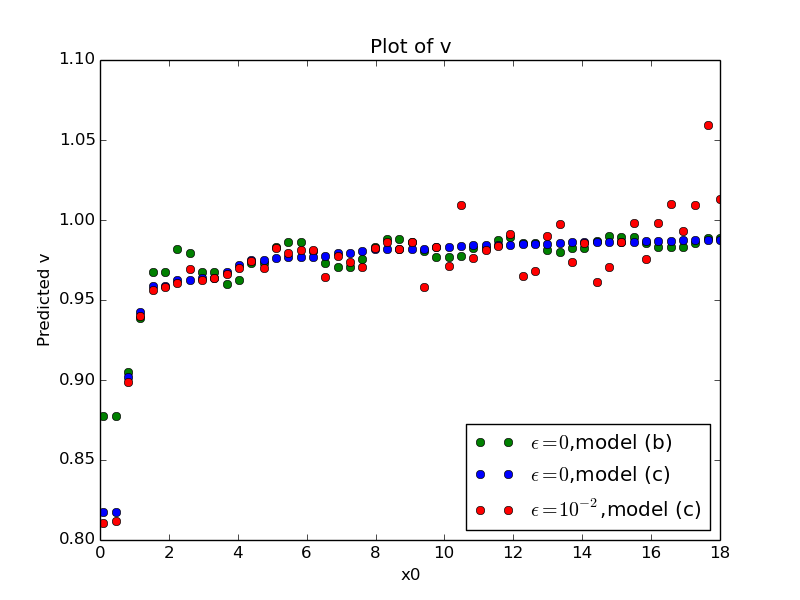 Plot of v
1.10
1.05
1.00
0.95
0.90
0.85
0.80
Predicted v
0 2 4 6 8 10 12 14 16 18
x0
ϵ=0,model (b)
ϵ=0,model (c)
ϵ=10⁻²,model (c)